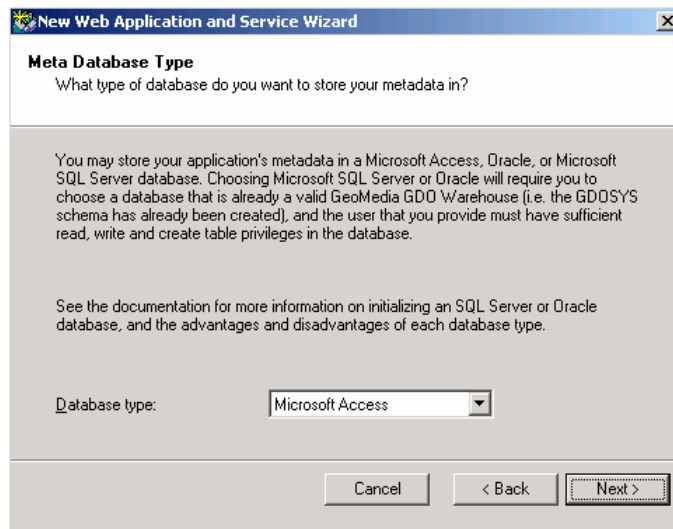 New Web Application and Service Wizard
Meta Database Type
What type of database do you want to store your metadata in?
You may store your application's metadata in a Microsoft Access, Oracle, or Microsoft
SQL Server database. Choosing Microsoft SQL Server or Oracle will require you to
choose a database that is already a valid GeoMedia GDO Warehouse (i.e. the GDOSYS
schema has already been created), and the user that you provide must have sufficient
read, write and create table privileges in the database.
See the documentation for more information on initializing an SQL Server or Oracle
database, and the advantages and disadvantages of each database type.
Database type:
Microsoft Access
Cancel
< Back
Next >